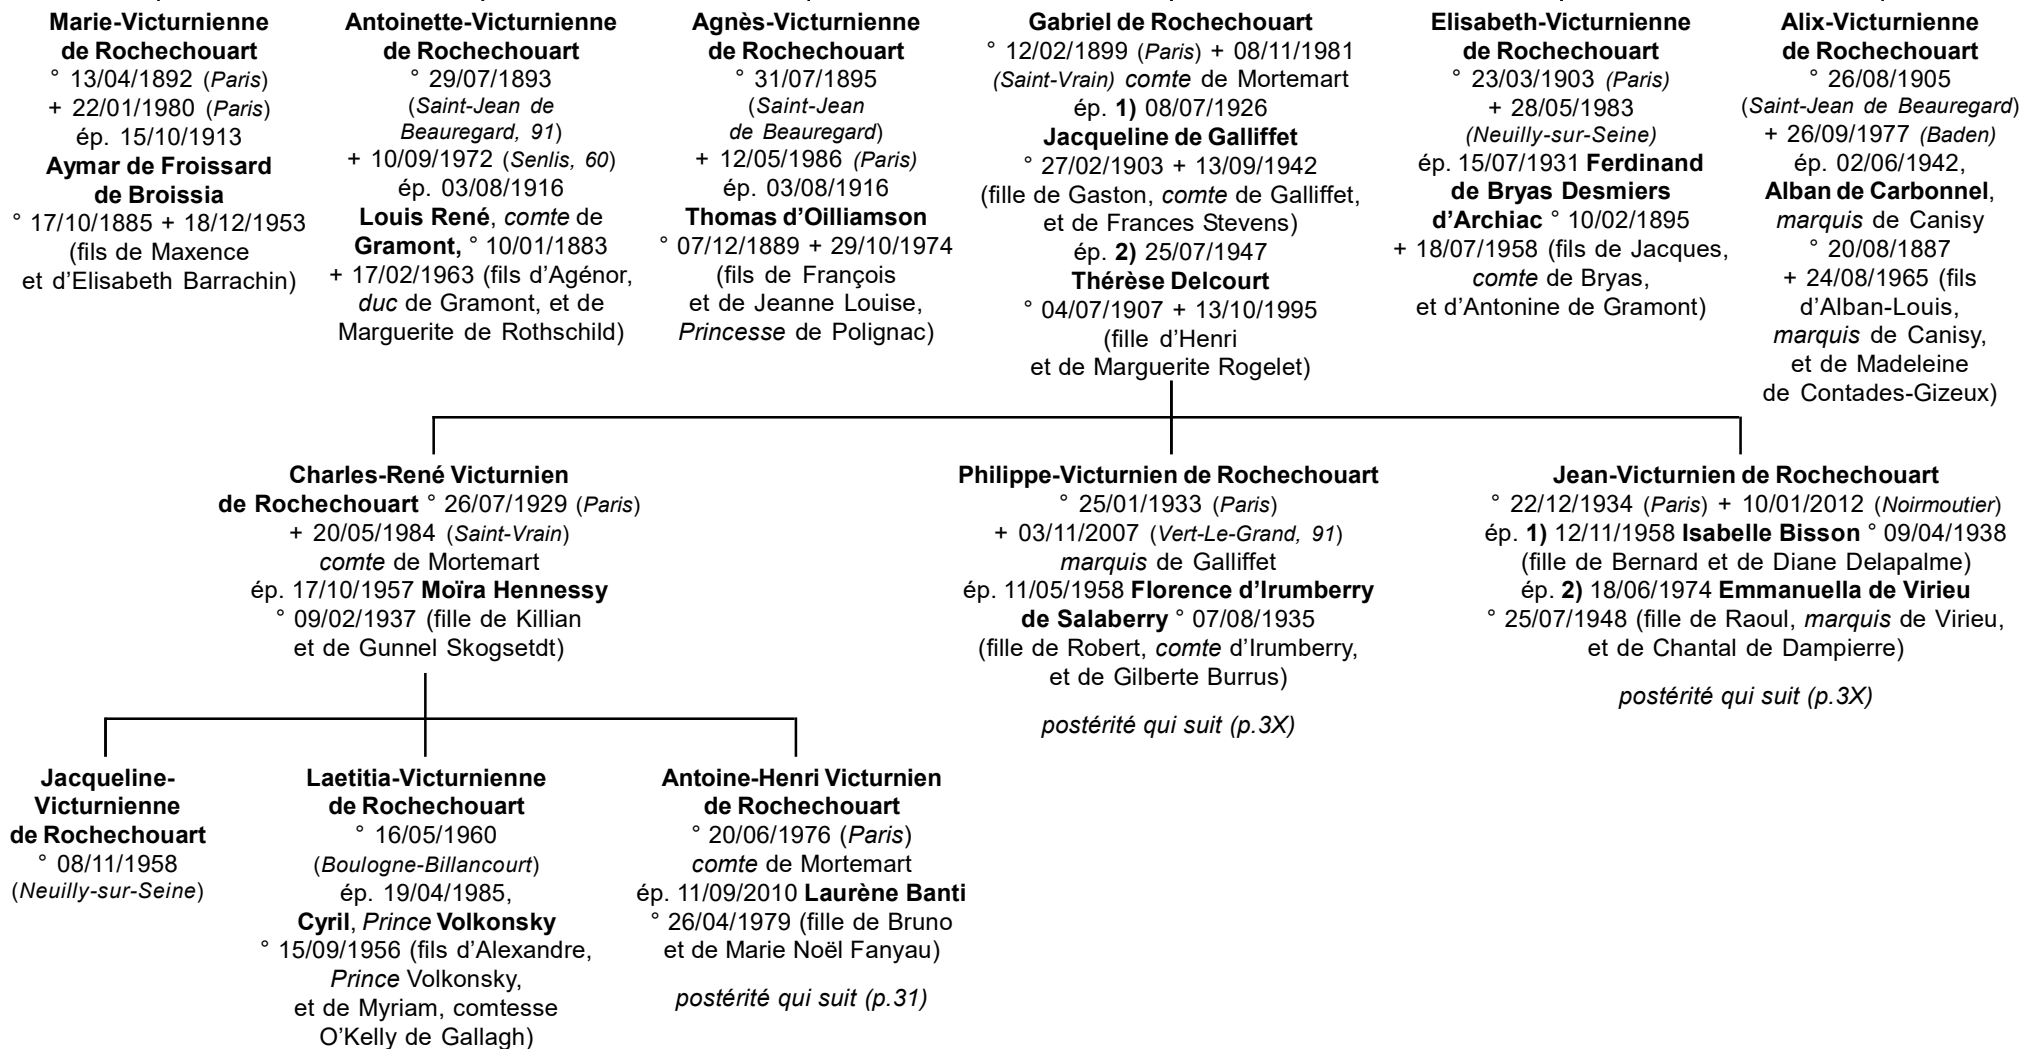 Marie-Victurnienne
de Rochechouart
° 13/04/1892 (Paris)
+ 22/01/1980 (Paris)
ép. 15/10/1913
Aymar de Froissard
de Broissia
° 17/10/1885 + 18/12/1953
(fils de Maxence
et d'Elisabeth Barrachin)
Antoinette-Victurnienne
de Rochechouart
° 29/07/1893
(Saint-Jean de
Beauregard, 91)
+ 10/09/1972 (Senlis, 60)
ép. 03/08/1916
Louis René, comte de
Gramont, ° 10/01/1883
+ 17/02/1963 (fils d'Agénor,
duc de Gramont, et de
Marguerite de Rothschild)
Agnès-Victurnienne
de Rochechouart
° 31/07/1895
(Saint-Jean
de Beauregard)
+ 12/05/1986 (Paris)
ép. 03/08/1916
Thomas d'Oilliamson
° 07/12/1889 + 29/10/1974
(fils de François
et de Jeanne Louise,
Princesse de Polignac)
Gabriel de Rochechouart
° 12/02/1899 (Paris) + 08/11/1981
(Saint-Vrain) comte de Mortemart
ép. 1) 08/07/1926
Jacqueline de Galliffet
° 27/02/1903 + 13/09/1942
(fille de Gaston, comte de Galliffet,
et de Frances Stevens)
ép. 2) 25/07/1947
Thérèse Delcourt
° 04/07/1907 + 13/10/1995
(fille d'Henri
et de Marguerite Rogelet)
Elisabeth-Victurnienne
de Rochechouart
° 23/03/1903 (Paris)
+ 28/05/1983
(Neuilly-sur-Seine)
ép. 15/07/1931 Ferdinand
de Bryas Desmiers
d'Archiac ° 10/02/1895
+ 18/07/1958 (fils de Jacques,
comte de Bryas,
et d'Antonine de Gramont)
Alix-Victurnienne
de Rochechouart
° 26/08/1905
(Saint-Jean de Beauregard)
+ 26/09/1977 (Baden)
ép. 02/06/1942,
Alban de Carbonnel,
marquis de Canisy
° 20/08/1887
+ 24/08/1965 (fils
d'Alban-Louis,
marquis de Canisy,
et de Madeleine
de Contades-Gizeux)
Charles-René Victurnien
de Rochechouart ° 26/07/1929 (Paris)
+ 20/05/1984 (Saint-Vrain)
comte de Mortemart
ép. 17/10/1957 Moïra Hennessy
° 09/02/1937 (fille de Killian
et de Gunnel Skogsetdt)
Philippe-Victurnien de Rochechouart
° 25/01/1933 (Paris)
+ 03/11/2007 (Vert-Le-Grand, 91)
marquis de Galliffet
ép. 11/05/1958 Florence d'Irumberry
de Salaberry ° 07/08/1935
(fille de Robert, comte d'Irumberry,
et de Gilberte Burrus)
postérité qui suit (p.3X)
Jean-Victurnien de Rochechouart
° 22/12/1934 (Paris) + 10/01/2012 (Noirmoutier)
ép. 1) 12/11/1958 Isabelle Bisson ° 09/04/1938
(fille de Bernard et de Diane Delapalme)
ép. 2) 18/06/1974 Emmanuella de Virieu
° 25/07/1948 (fille de Raoul, marquis de Virieu,
et de Chantal de Dampierre)
postérité qui suit (p.3X)
Jacqueline-
Victurnienne
de Rochechouart
° 08/11/1958
(Neuilly-sur-Seine)
Laetitia-Victurnienne
de Rochechouart
° 16/05/1960
(Boulogne-Billancourt)
ép. 19/04/1985,
Cyril, Prince Volkonsky
° 15/09/1956 (fils d'Alexandre,
Prince Volkonsky,
et de Myriam, comtesse
O'Kelly de Gallagh)
Antoine-Henri Victurnien
de Rochechouart
° 20/06/1976 (Paris)
comte de Mortemart
ép. 11/09/2010 Laurène Banti
° 26/04/1979 (fille de Bruno
et de Marie Noël Fanyau)
postérité qui suit (p.31)